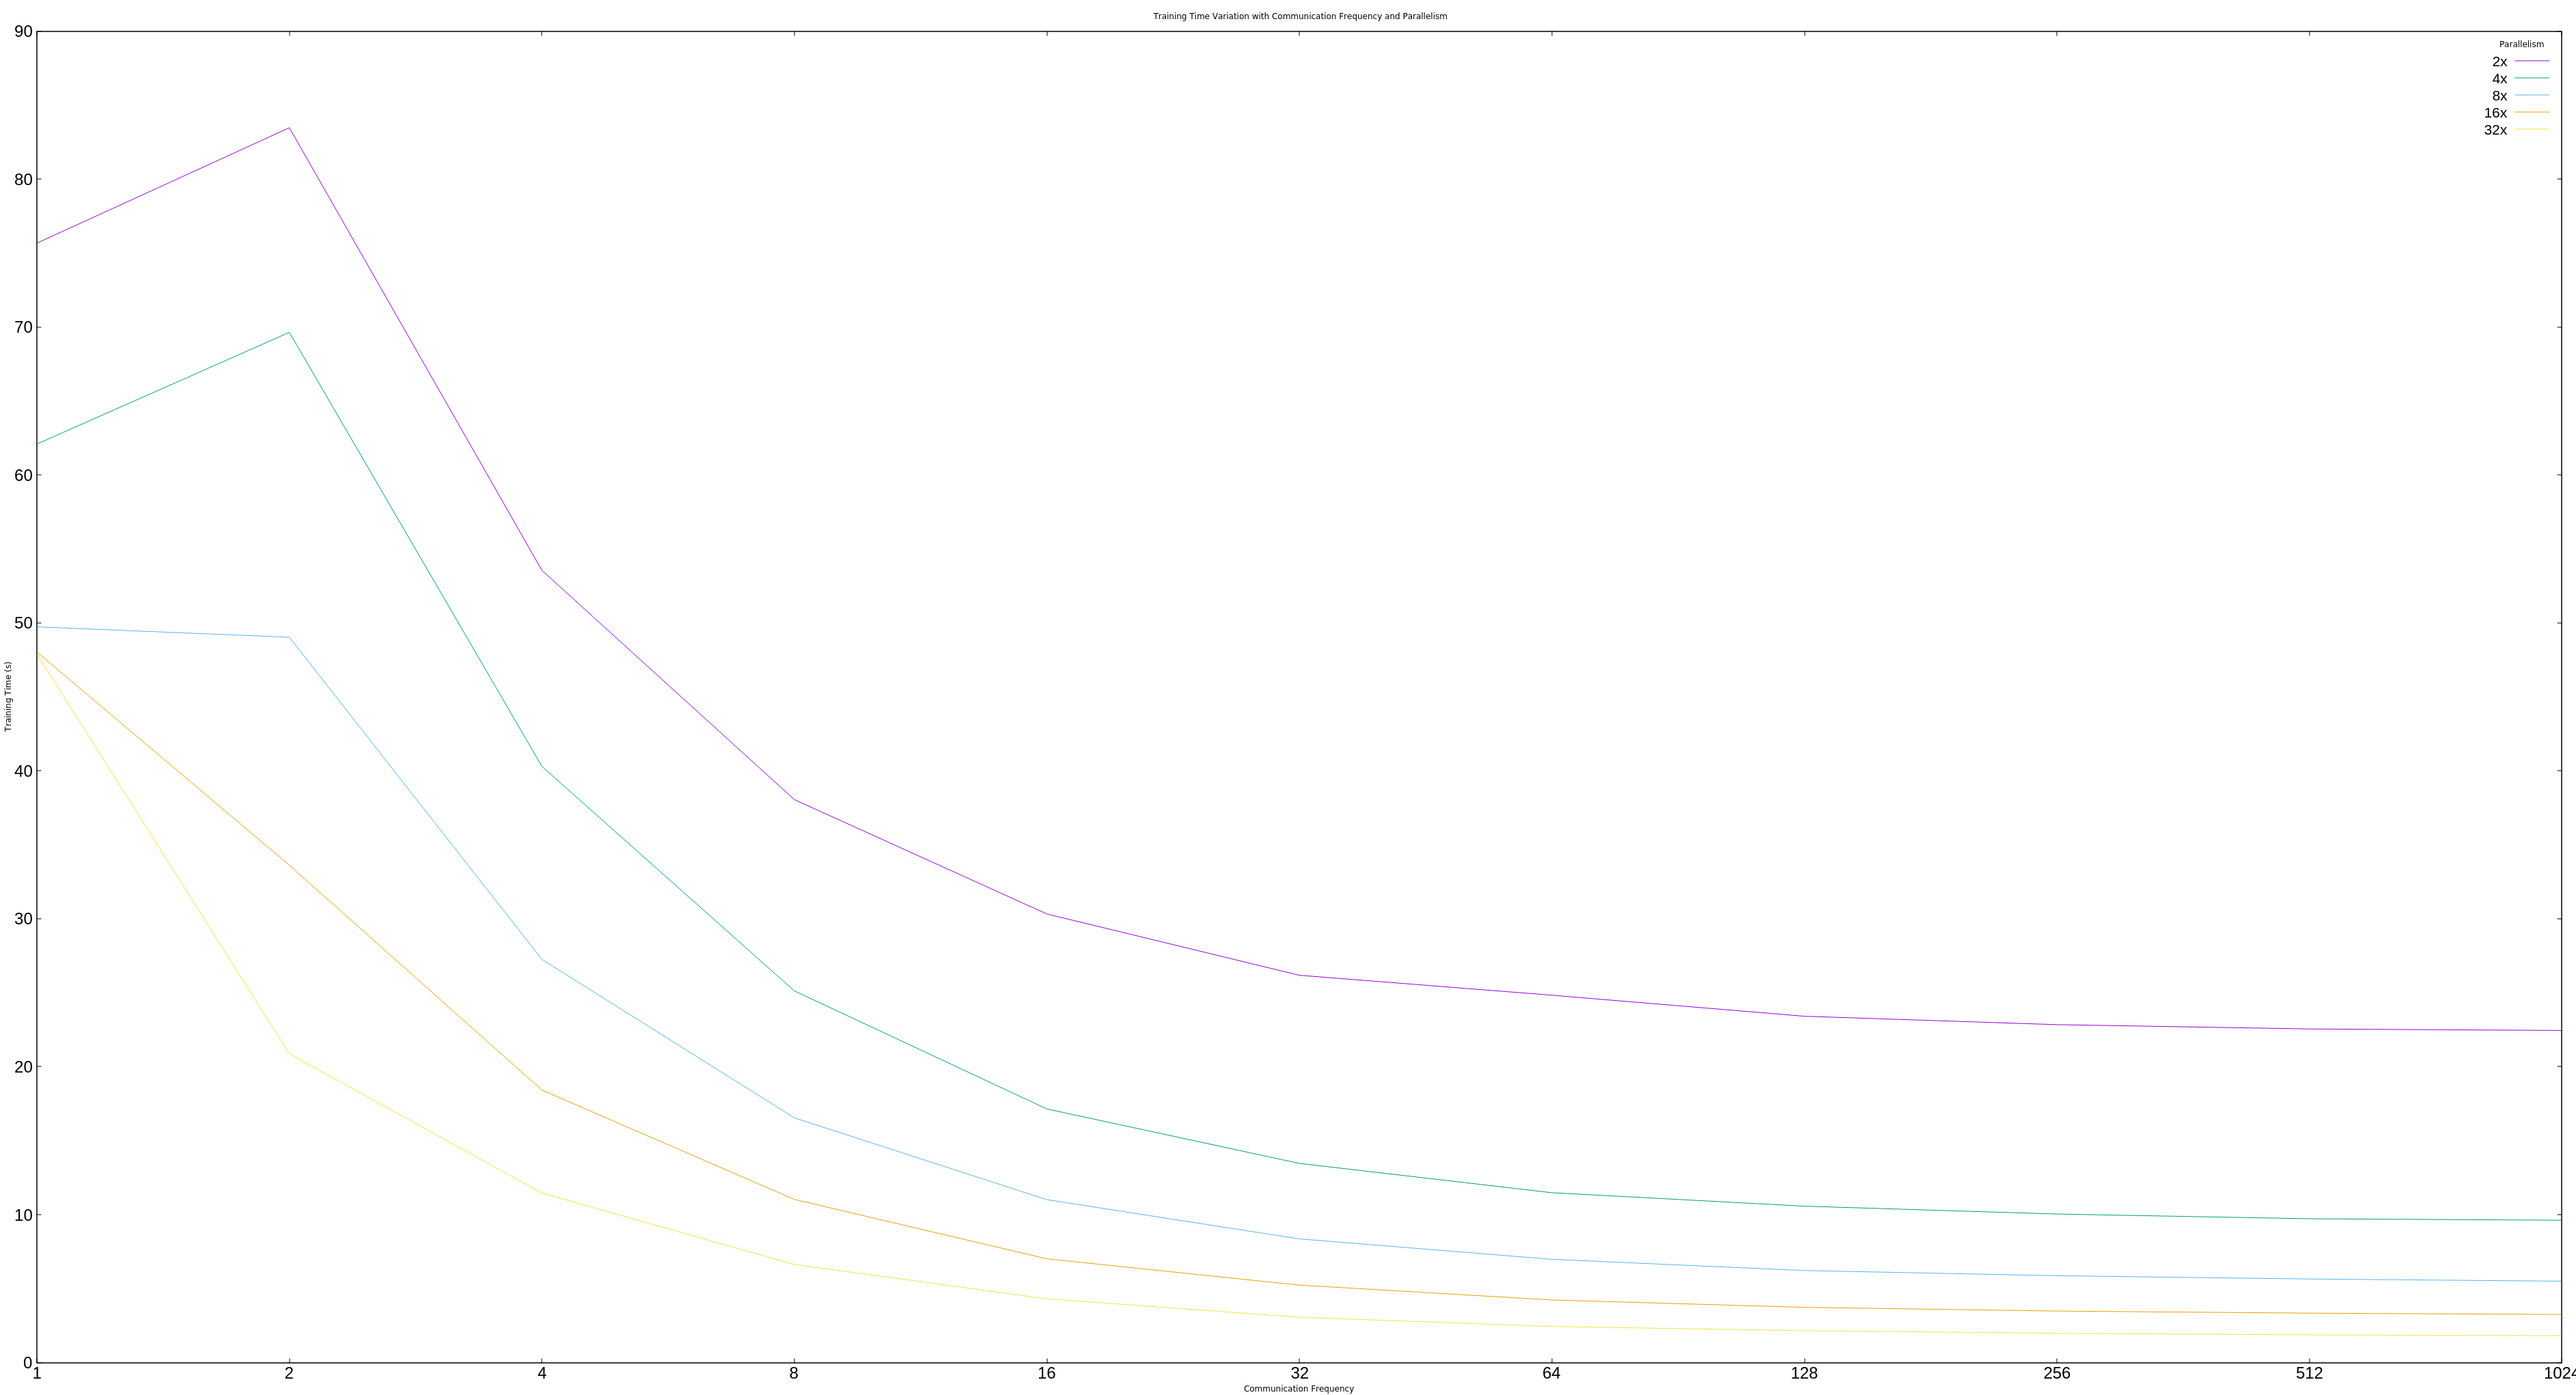 Training Time Variation with Communication Frequency and Parallelism
Parallelism
2x
4x
8x
16x
32x
90
80
70
60
50
40
30
20
10
0
Training Time (s)
1 2 4 8 16 32 64 128 256 512 1024
Communication Frequency